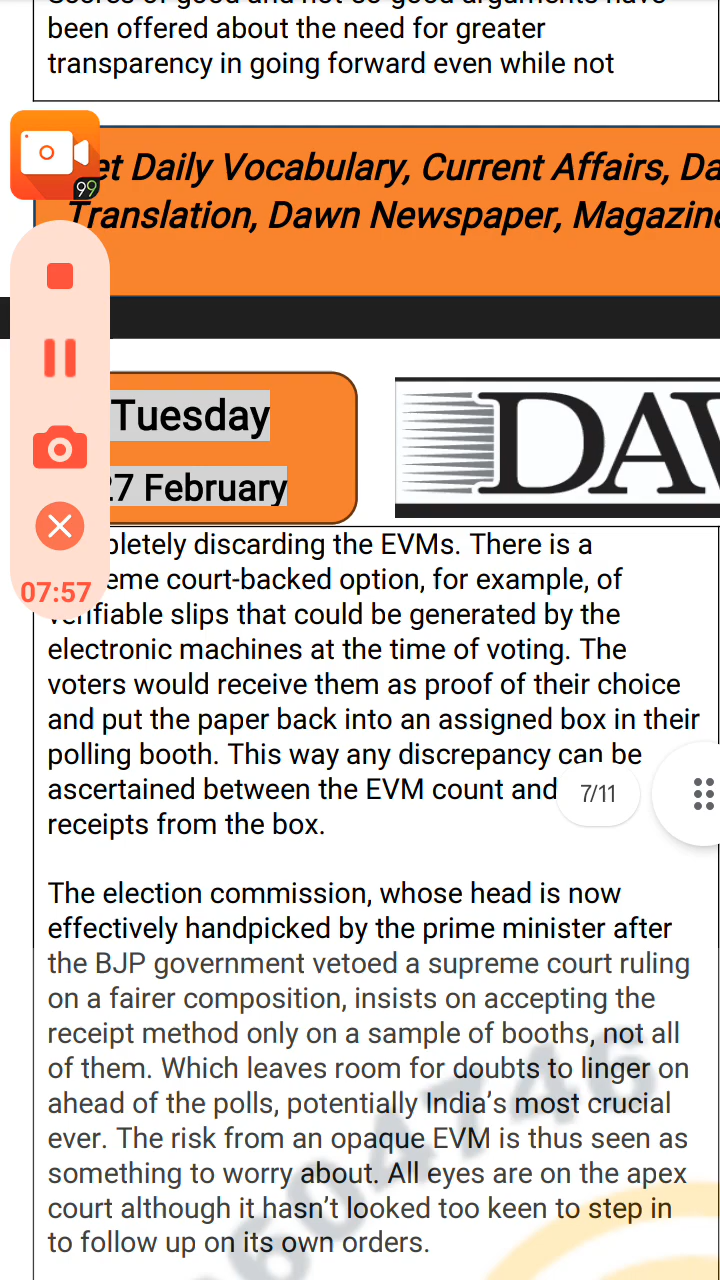 been offered about the need for greater
transparency in going forward even while not
Daily Vocabulary, Current Affairs,
Translation, Dawn Newspaper,
Tuesday
27 February
07:57
discarding the EVMs. There is a
court-backed option, for example, of
verifiable slips that could be generated by the
electronic machines at the time of voting. The
voters would receive them as proof of their choice
and put the paper back into an assigned box in their
polling booth. This way any discrepancy can be
ascertained between the EVM count and
7/11
receipts from the box.
The election commission, whose head is now
effectively handpicked by the prime minister after
the BJP government vetoed a supreme court ruling
on a fairer composition, insists on accepting the
receipt method only on a sample of booths, not all
of them. Which leaves room for doubts to linger on
ahead of the polls, potentially India's most crucial
ever. The risk from an opaque EVM is thus seen as
something to worry about. All eyes are on the apex
court although it hasn't looked too keen to step in
to follow up on its own orders.